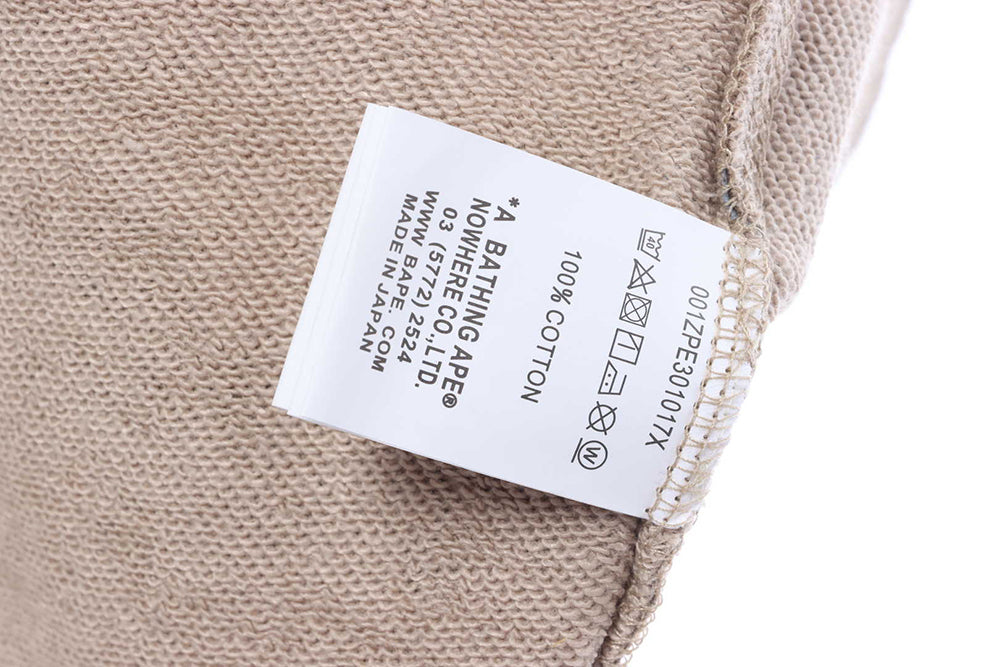 001ZPE301017X
40
W
100% COTTON
*A BATHING APE®
NOWHERE CO., LTD.
03 (5772) 2524
WWW BAPE. COM
MADE IN JAPAN